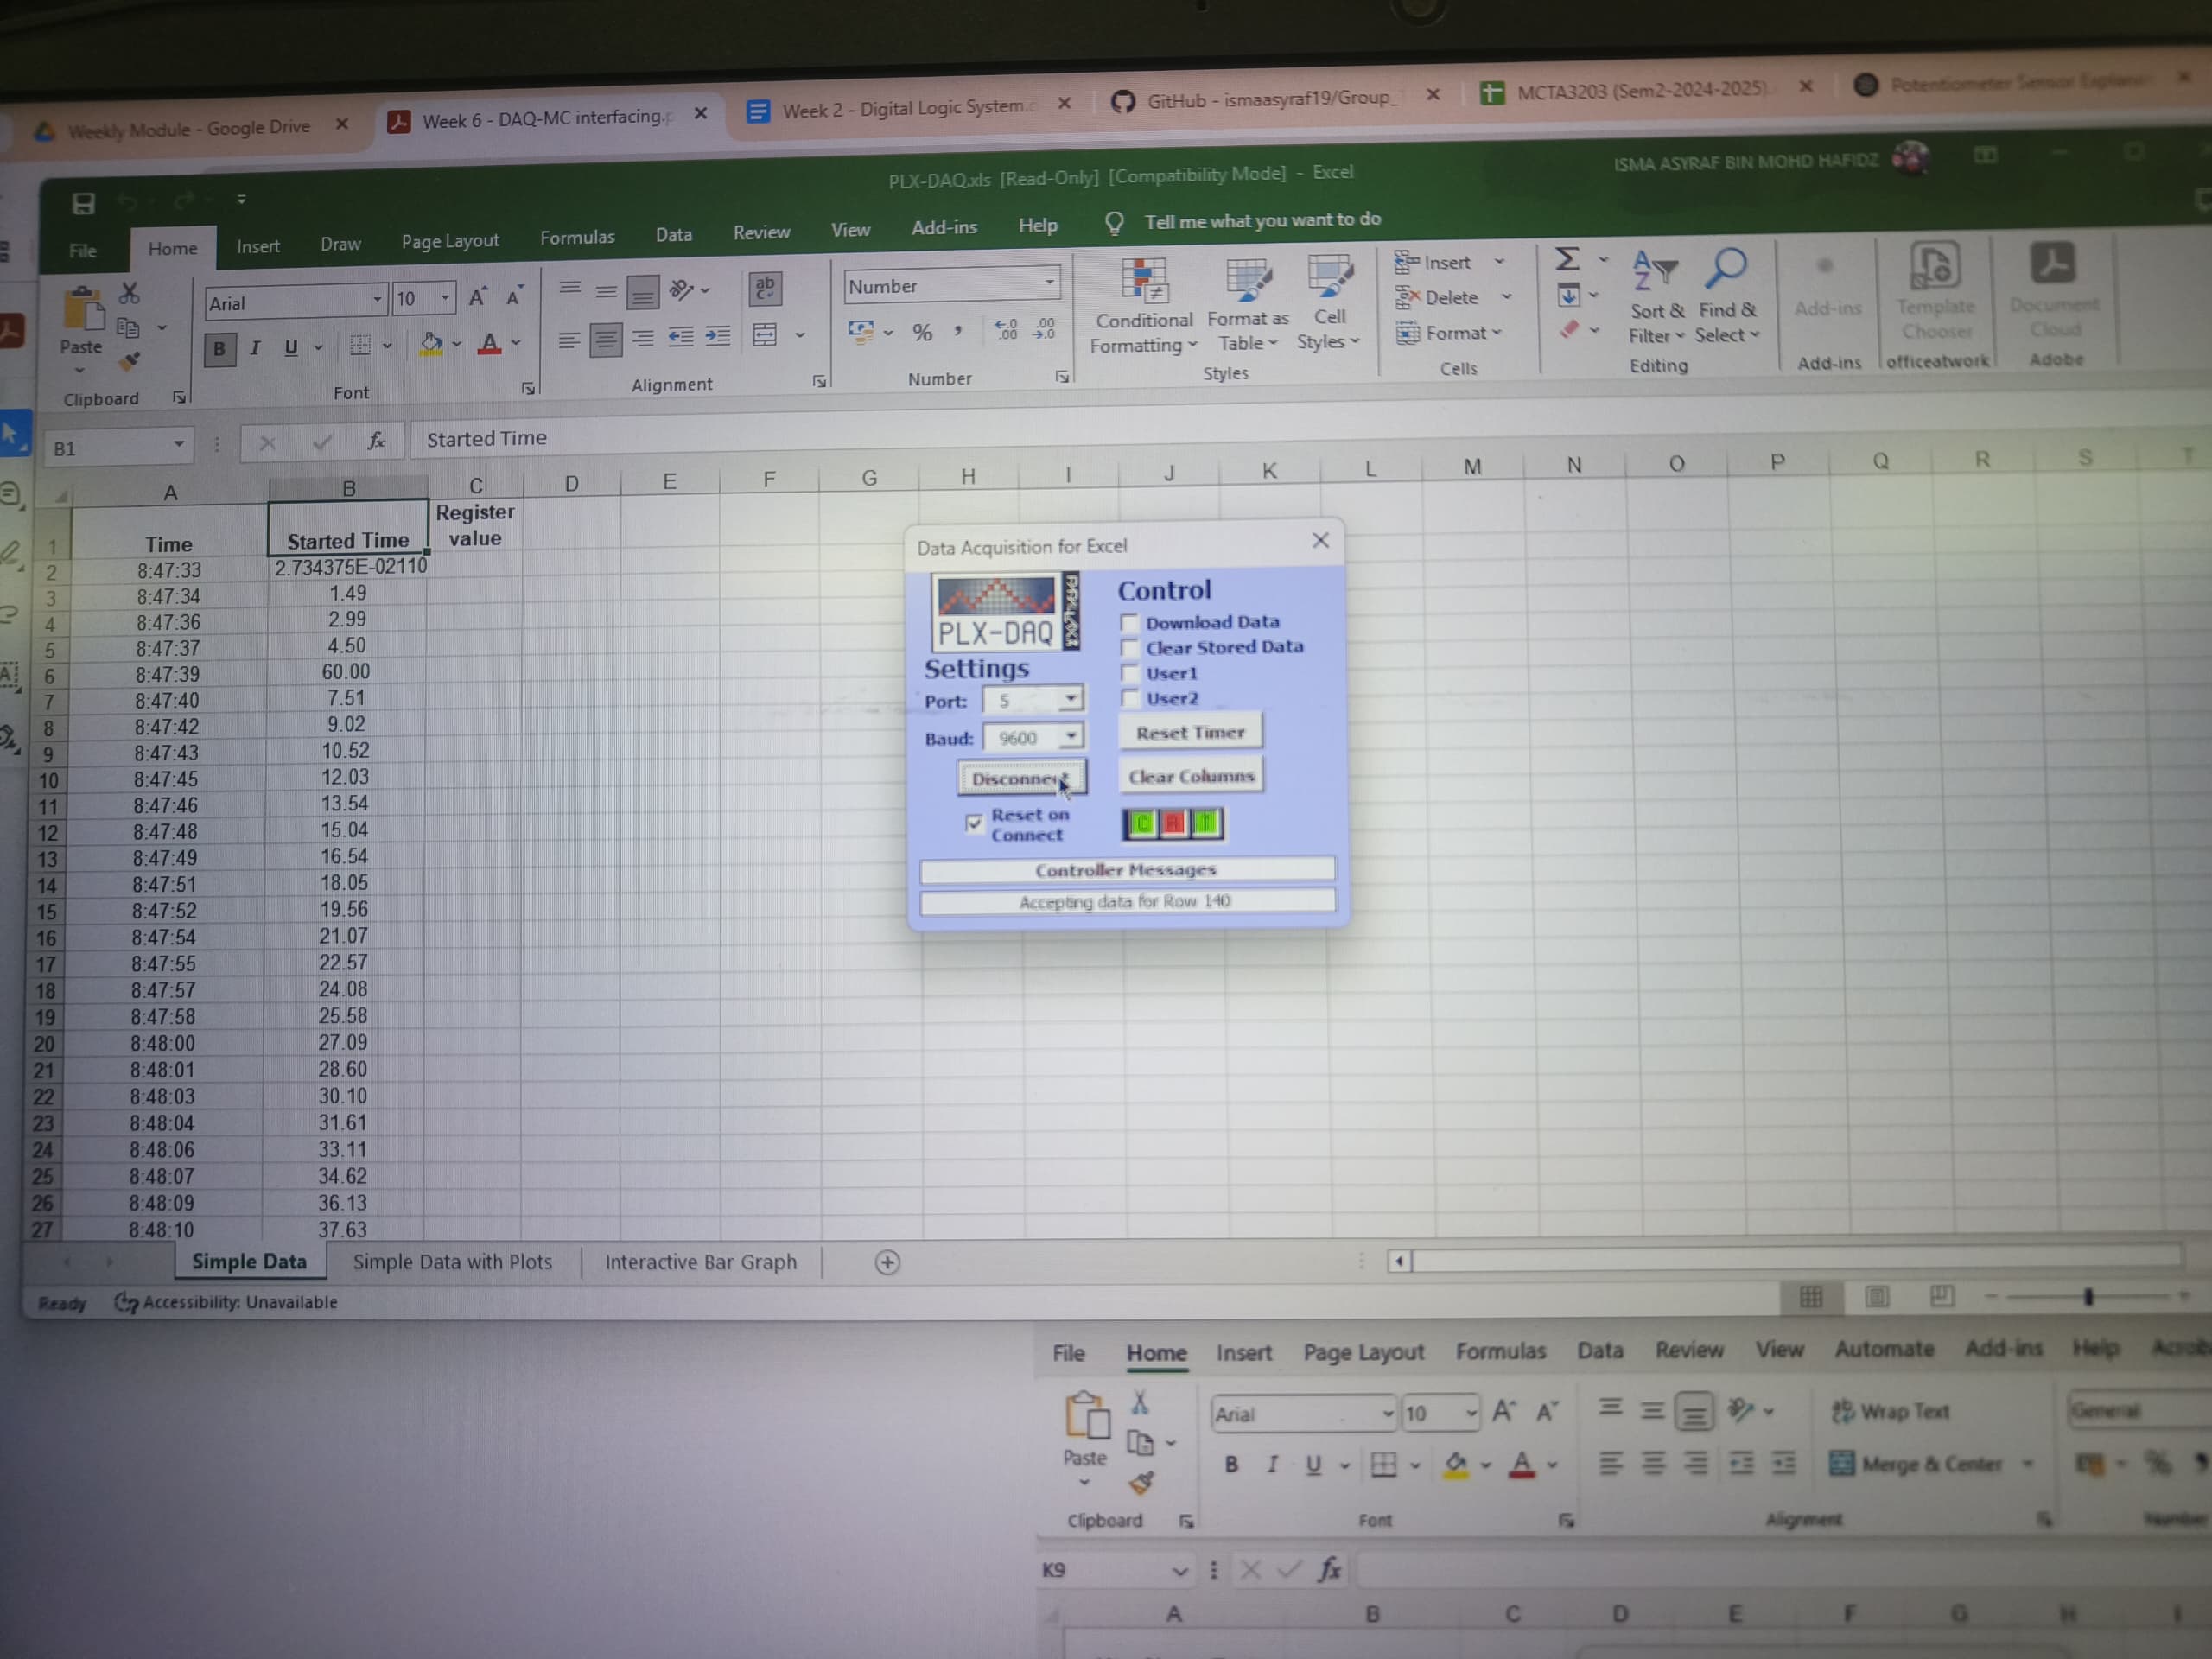 Weekly Module - Google Drive
Week 6 - DAQ-MC interfacing.p
Week 2 - Digital Logic System.c
GitHub - ismaasyraf19/Group_
MCTA3203 (Sem2-2024-2025)
Potentiometer Sensor Explain
PLX-DAQ.xls [Read-Only] [Compatibility Mode] - Excel
ISMA ASYRAF BIN MOHD HAFIDZ
File Home Insert Draw Page Layout Formulas Data Review View Add-ins Help Tell me what you want to do
Paste
Clipboard
Arial 10
B I U
Font
ab
Alignment
Number
%
Number
Conditional Formatting
Format as Table
Cell Styles
Styles
Insert
Delete
Format
Cells
Sort & Filter
Find & Select
Editing
Add-ins
Add-ins
Template Chooser
officeatwork
Document Cloud
Adobe
B1 fx Started Time
A B C D E F G H I J K L M N O P Q R S T
1 Time Started Time Register value
2 8:47:33 2.734375E-02110
3 8:47:34 1.49
4 8:47:36 2.99
5 8:47:37 4.50
6 8:47:39 60.00
7 8:47:40 7.51
8 8:47:42 9.02
9 8:47:43 10.52
10 8:47:45 12.03
11 8:47:46 13.54
12 8:47:48 15.04
13 8:47:49 16.54
14 8:47:51 18.05
15 8:47:52 19.56
16 8:47:54 21.07
17 8:47:55 22.57
18 8:47:57 24.08
19 8:47:58 25.58
20 8:48:00 27.09
21 8:48:01 28.60
22 8:48:03 30.10
23 8:48:04 31.61
24 8:48:06 33.11
25 8:48:07 34.62
26 8:48:09 36.13
27 8:48:10 37.63
Data Acquisition for Excel
PLX-DAQ
PARALLAX
Control
Download Data
Clear Stored Data
User1
User2
Settings
Port: 5
Baud: 9600
Reset Timer
Disconnect
Clear Columns
Reset on Connect
C R T
Controller Messages
Accepting data for Row 140
Simple Data Simple Data with Plots Interactive Bar Graph
Ready Accessibility: Unavailable
File Home Insert Page Layout Formulas Data Review View Automate Add-ins Help Acrob
Paste
Clipboard
Arial 10
B I U
Font
Wrap Text
Merge & Center
Alignment
General
%
Number
K9 fx
A B C D E F G H I